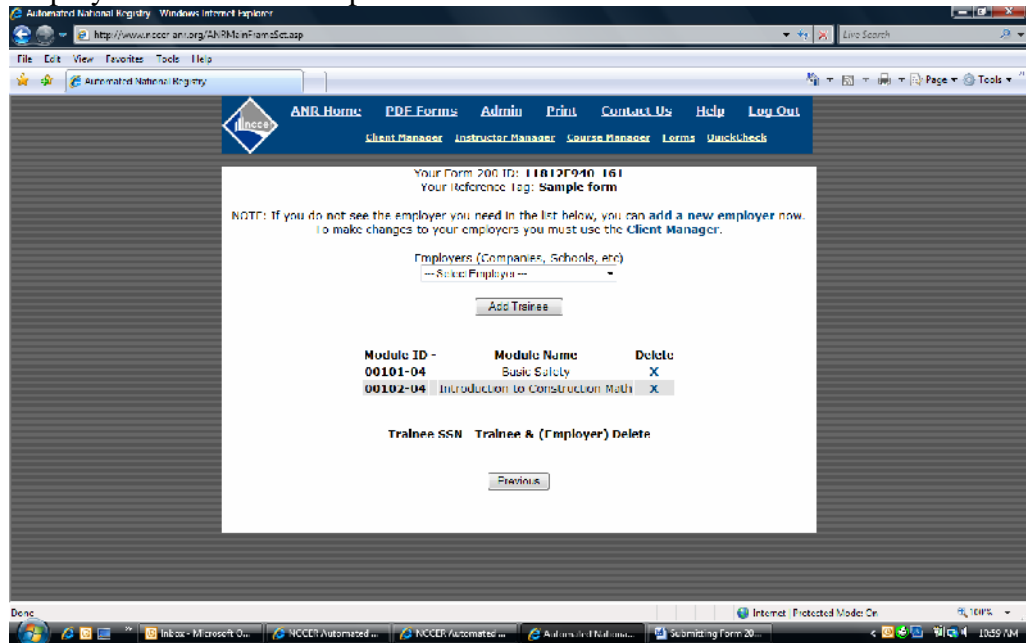 Automated National Registry Windows Internet Explorer
http://www.nccer anr.org/ANRMainFrameSet.asp
Live Search
File Edit View Favorites Tools Help
Automated National Registry
Page Tools
ANR Home PDF Forms Admin Print Contact Us Help Log Out
nccer
Client Manager Instructor Manager Course Manager Forms QuickCheck
Your Form 200 ID:
Your Reference Tag: Sample form
NOTE: If you do not see the employer you need in the list below, you can add a new employer now.
To make changes to your employers you must use the Client Manager.
Employers (Companies, Schools, etc)
--- Select Employer ---
Add Trainee
Module ID - Module Name Delete
00101-04 Basic Safety X
00102-04 Introduction to Construction Math X
Trainee SSN Trainee & (Employer) Delete
Previous
Done
Internet | Protected Mode: On
100%
Inbox - Microsoft O... NCCER Automated ... NCCER Automated ... Automated Nationa... Submitting Form 20...
10:59 AM